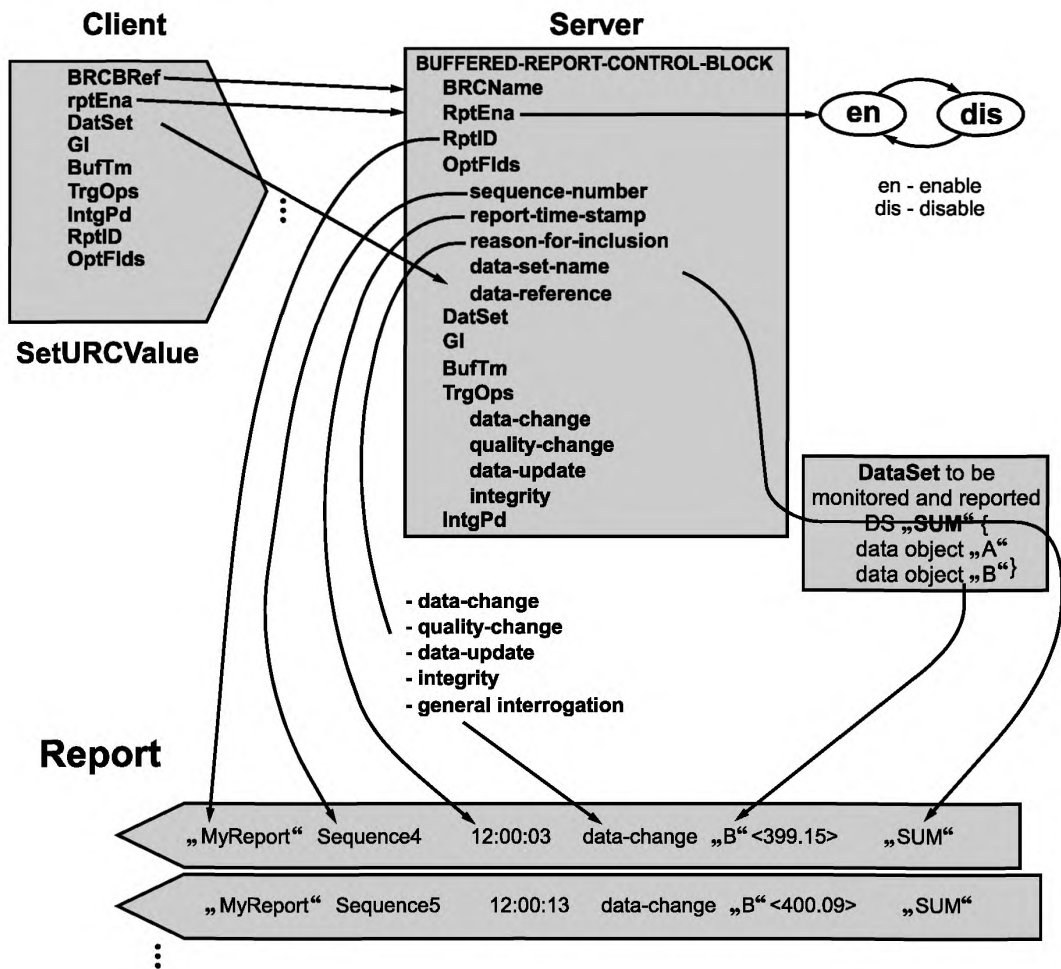 Client
BRCBRef
rptEna
DatSet
GI
BufTm
TrgOps
IntgPd
RptID
OptFlds
SetURCValue
Server
BUFFERED-REPORT-CONTROL-BLOCK
BRCName
RptEna
RptID
OptFlds
sequence-number
report-time-stamp
reason-for-inclusion
data-set-name
data-reference
DatSet
GI
BufTm
TrgOps
data-change
quality-change
data-update
integrity
IntgPd
en
dis
en - enable
dis - disable
DataSet to be
monitored and reported
DS „SUM“ {
data object „A“
data object „B“}
- data-change
- quality-change
- data-update
- integrity
- general interrogation
Report
„MyReport“ Sequence4 12:00:03 data-change „B“ <399.15> „SUM“
„MyReport“ Sequence5 12:00:13 data-change „B“ <400.09> „SUM“